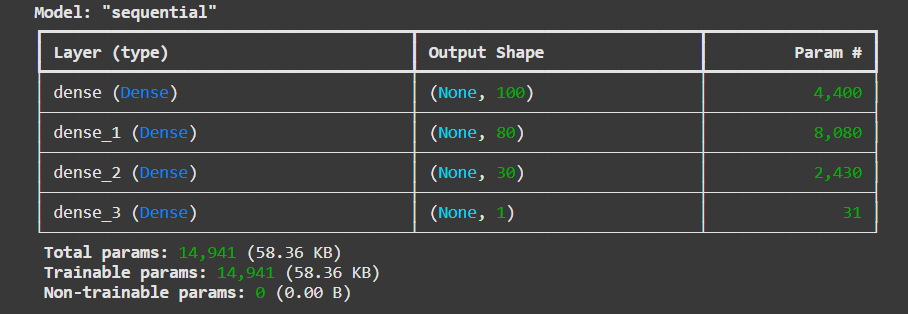 Model: "sequential"
Layer (type) Output Shape Param #
dense (Dense) (None, 100) 4,400
dense_1 (Dense) (None, 80) 8,080
dense_2 (Dense) (None, 30) 2,430
dense_3 (Dense) (None, 1) 31
Total params: 14,941 (58.36 KB)
Trainable params: 14,941 (58.36 KB)
Non-trainable params: 0 (0.00 B)